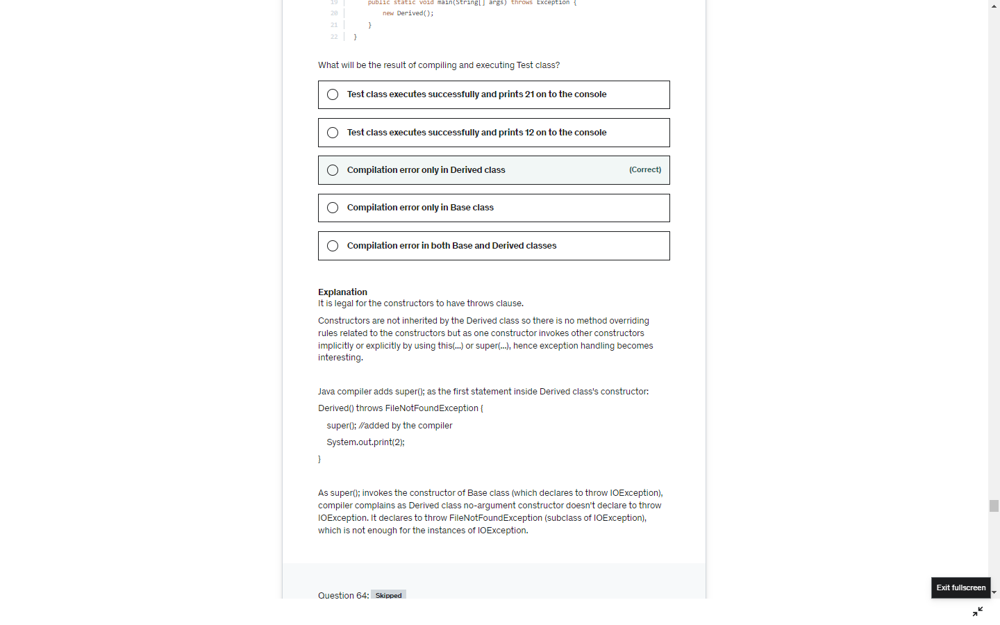 19 public static void main(String[] args) throws Exception {
20 new Derived();
21 }
22 }
What will be the result of compiling and executing Test class?
Test class executes successfully and prints 21 on to the console
Test class executes successfully and prints 12 on to the console
Compilation error only in Derived class (Correct)
Compilation error only in Base class
Compilation error in both Base and Derived classes
Explanation
It is legal for the constructors to have throws clause.
Constructors are not inherited by the Derived class so there is no method overriding
rules related to the constructors but as one constructor invokes other constructors
implicitly or explicitly by using this(...) or super(...), hence exception handling becomes
interesting.
Java compiler adds super(); as the first statement inside Derived class's constructor:
Derived() throws FileNotFoundException {
super(); //added by the compiler
System.out.print(2);
}
As super(); invokes the constructor of Base class (which declares to throw IOException),
compiler complains as Derived class no-argument constructor doesn't declare to throw
IOException. It declares to throw FileNotFoundException (subclass of IOException),
which is not enough for the instances of IOException.
Question 64: Skipped
Exit fullscreen